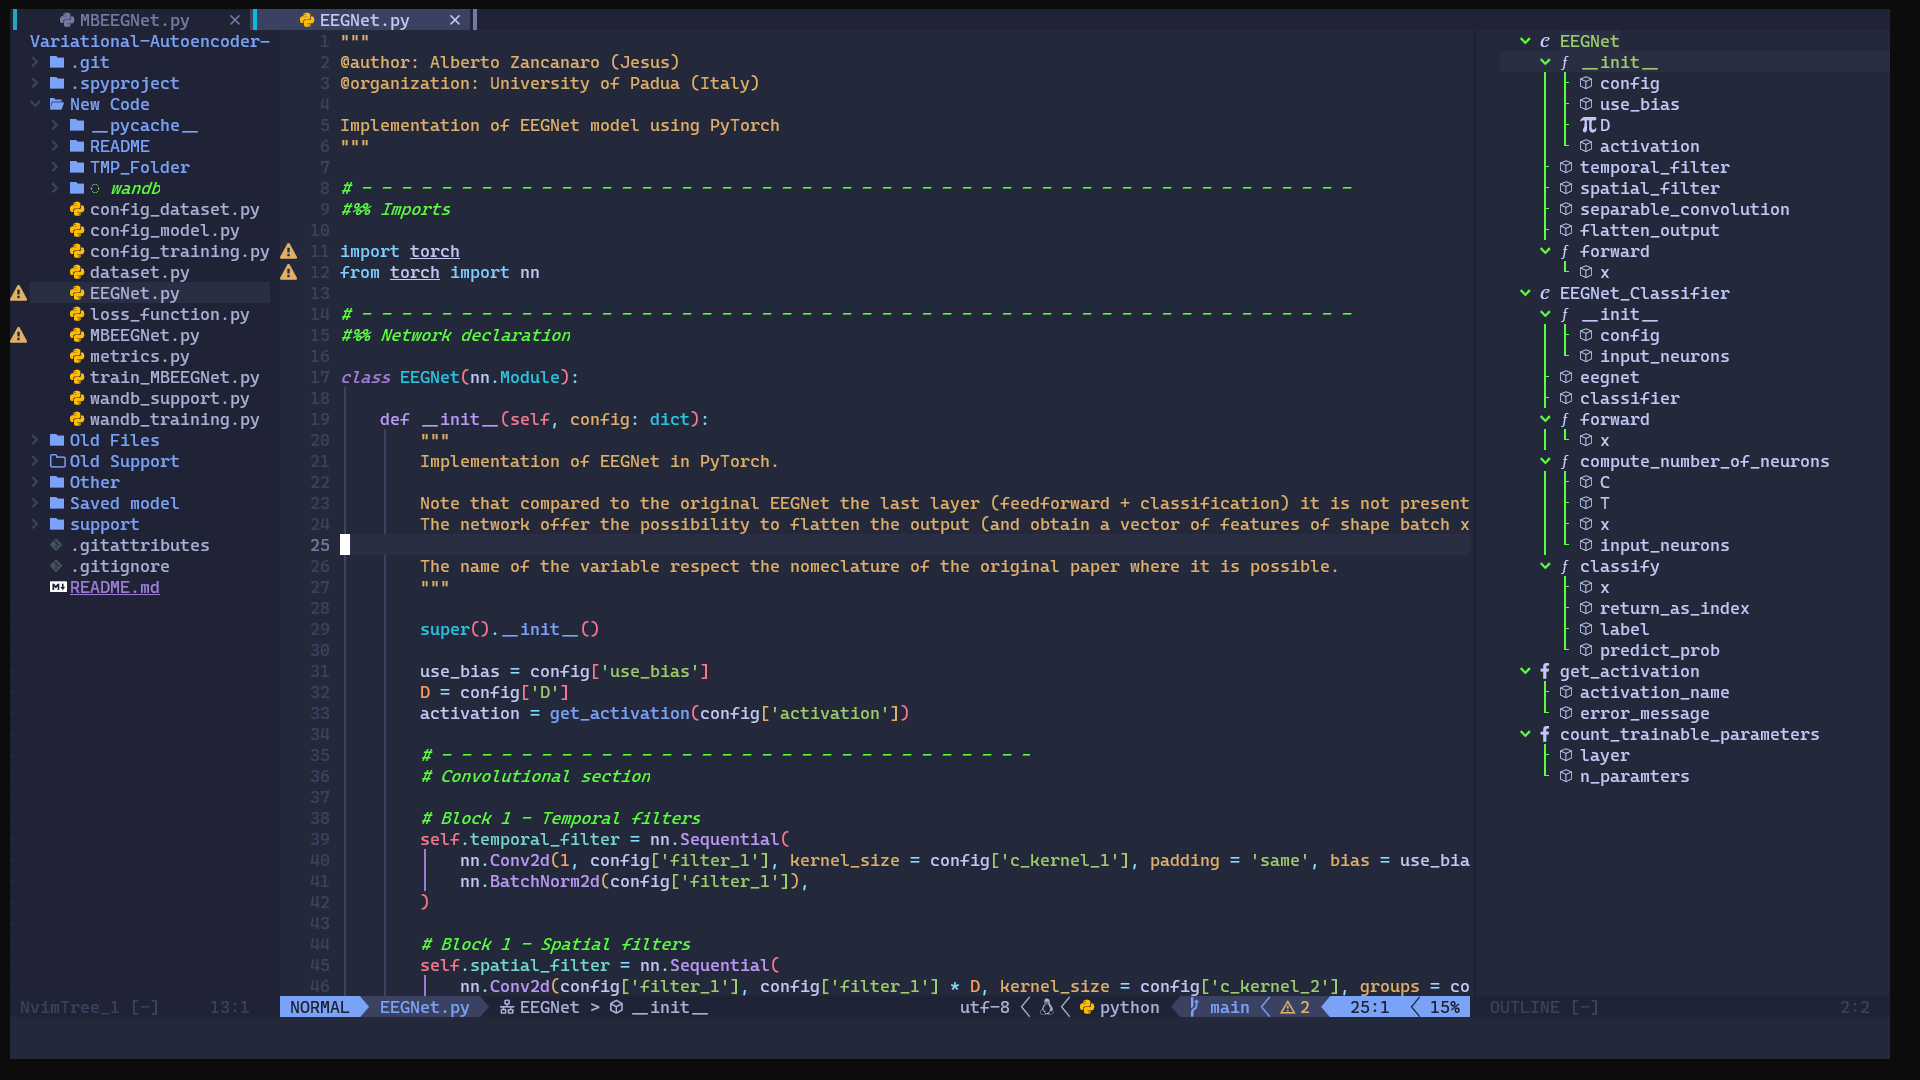 MBEEGNet.py ×
EEGNet.py ×
Variational-Autoencoder-
.git
.spyproject
New Code
__pycache__
README
TMP_Folder
wandb
config_dataset.py
config_model.py
config_training.py
dataset.py
EEGNet.py
loss_function.py
MBEEGNet.py
metrics.py
train_MBEEGNet.py
wandb_support.py
wandb_training.py
Old Files
Old Support
Other
Saved model
support
.gitattributes
.gitignore
README.md
NvimTree_1 [-] 13:1
1 """
2 @author: Alberto Zancanaro (Jesus)
3 @organization: University of Padua (Italy)
4
5 Implementation of EEGNet model using PyTorch
6 """
7
8 # - - - - - - - - - - - - - - - - - - - - - - - - - - - - - - - - - - - - - - - - - - - - - - - - - -
9 #%% Imports
10
11 import torch
12 from torch import nn
13
14 # - - - - - - - - - - - - - - - - - - - - - - - - - - - - - - - - - - - - - - - - - - - - - - - - - -
15 #%% Network declaration
16
17 class EEGNet(nn.Module):
18
19 def __init__(self, config: dict):
20 """
21 Implementation of EEGNet in PyTorch.
22
23 Note that compared to the original EEGNet the last layer (feedforward + classification) it is not present
24 The network offer the possibility to flatten the output (and obtain a vector of features of shape batch x
25
26 The name of the variable respect the nomeclature of the original paper where it is possible.
27 """
28
29 super().__init__()
30
31 use_bias = config['use_bias']
32 D = config['D']
33 activation = get_activation(config['activation'])
34
35 # - - - - - - - - - - - - - - - - - - - - - - - - - - - - - -
36 # Convolutional section
37
38 # Block 1 - Temporal filters
39 self.temporal_filter = nn.Sequential(
40 nn.Conv2d(1, config['filter_1'], kernel_size = config['c_kernel_1'], padding = 'same', bias = use_bia
41 nn.BatchNorm2d(config['filter_1']),
42 )
43
44 # Block 1 - Spatial filters
45 self.spatial_filter = nn.Sequential(
46 nn.Conv2d(config['filter_1'], config['filter_1'] * D, kernel_size = config['c_kernel_2'], groups = co
NORMAL EEGNet.py EEGNet > __init__ utf-8 python main 2 25:1 15%
EEGNet
__init__
config
use_bias
D
activation
temporal_filter
spatial_filter
separable_convolution
flatten_output
forward
x
EEGNet_Classifier
__init__
config
input_neurons
eegnet
classifier
forward
x
compute_number_of_neurons
C
T
x
input_neurons
classify
x
return_as_index
label
predict_prob
get_activation
activation_name
error_message
count_trainable_parameters
layer
n_paramters
OUTLINE [-] 2:2